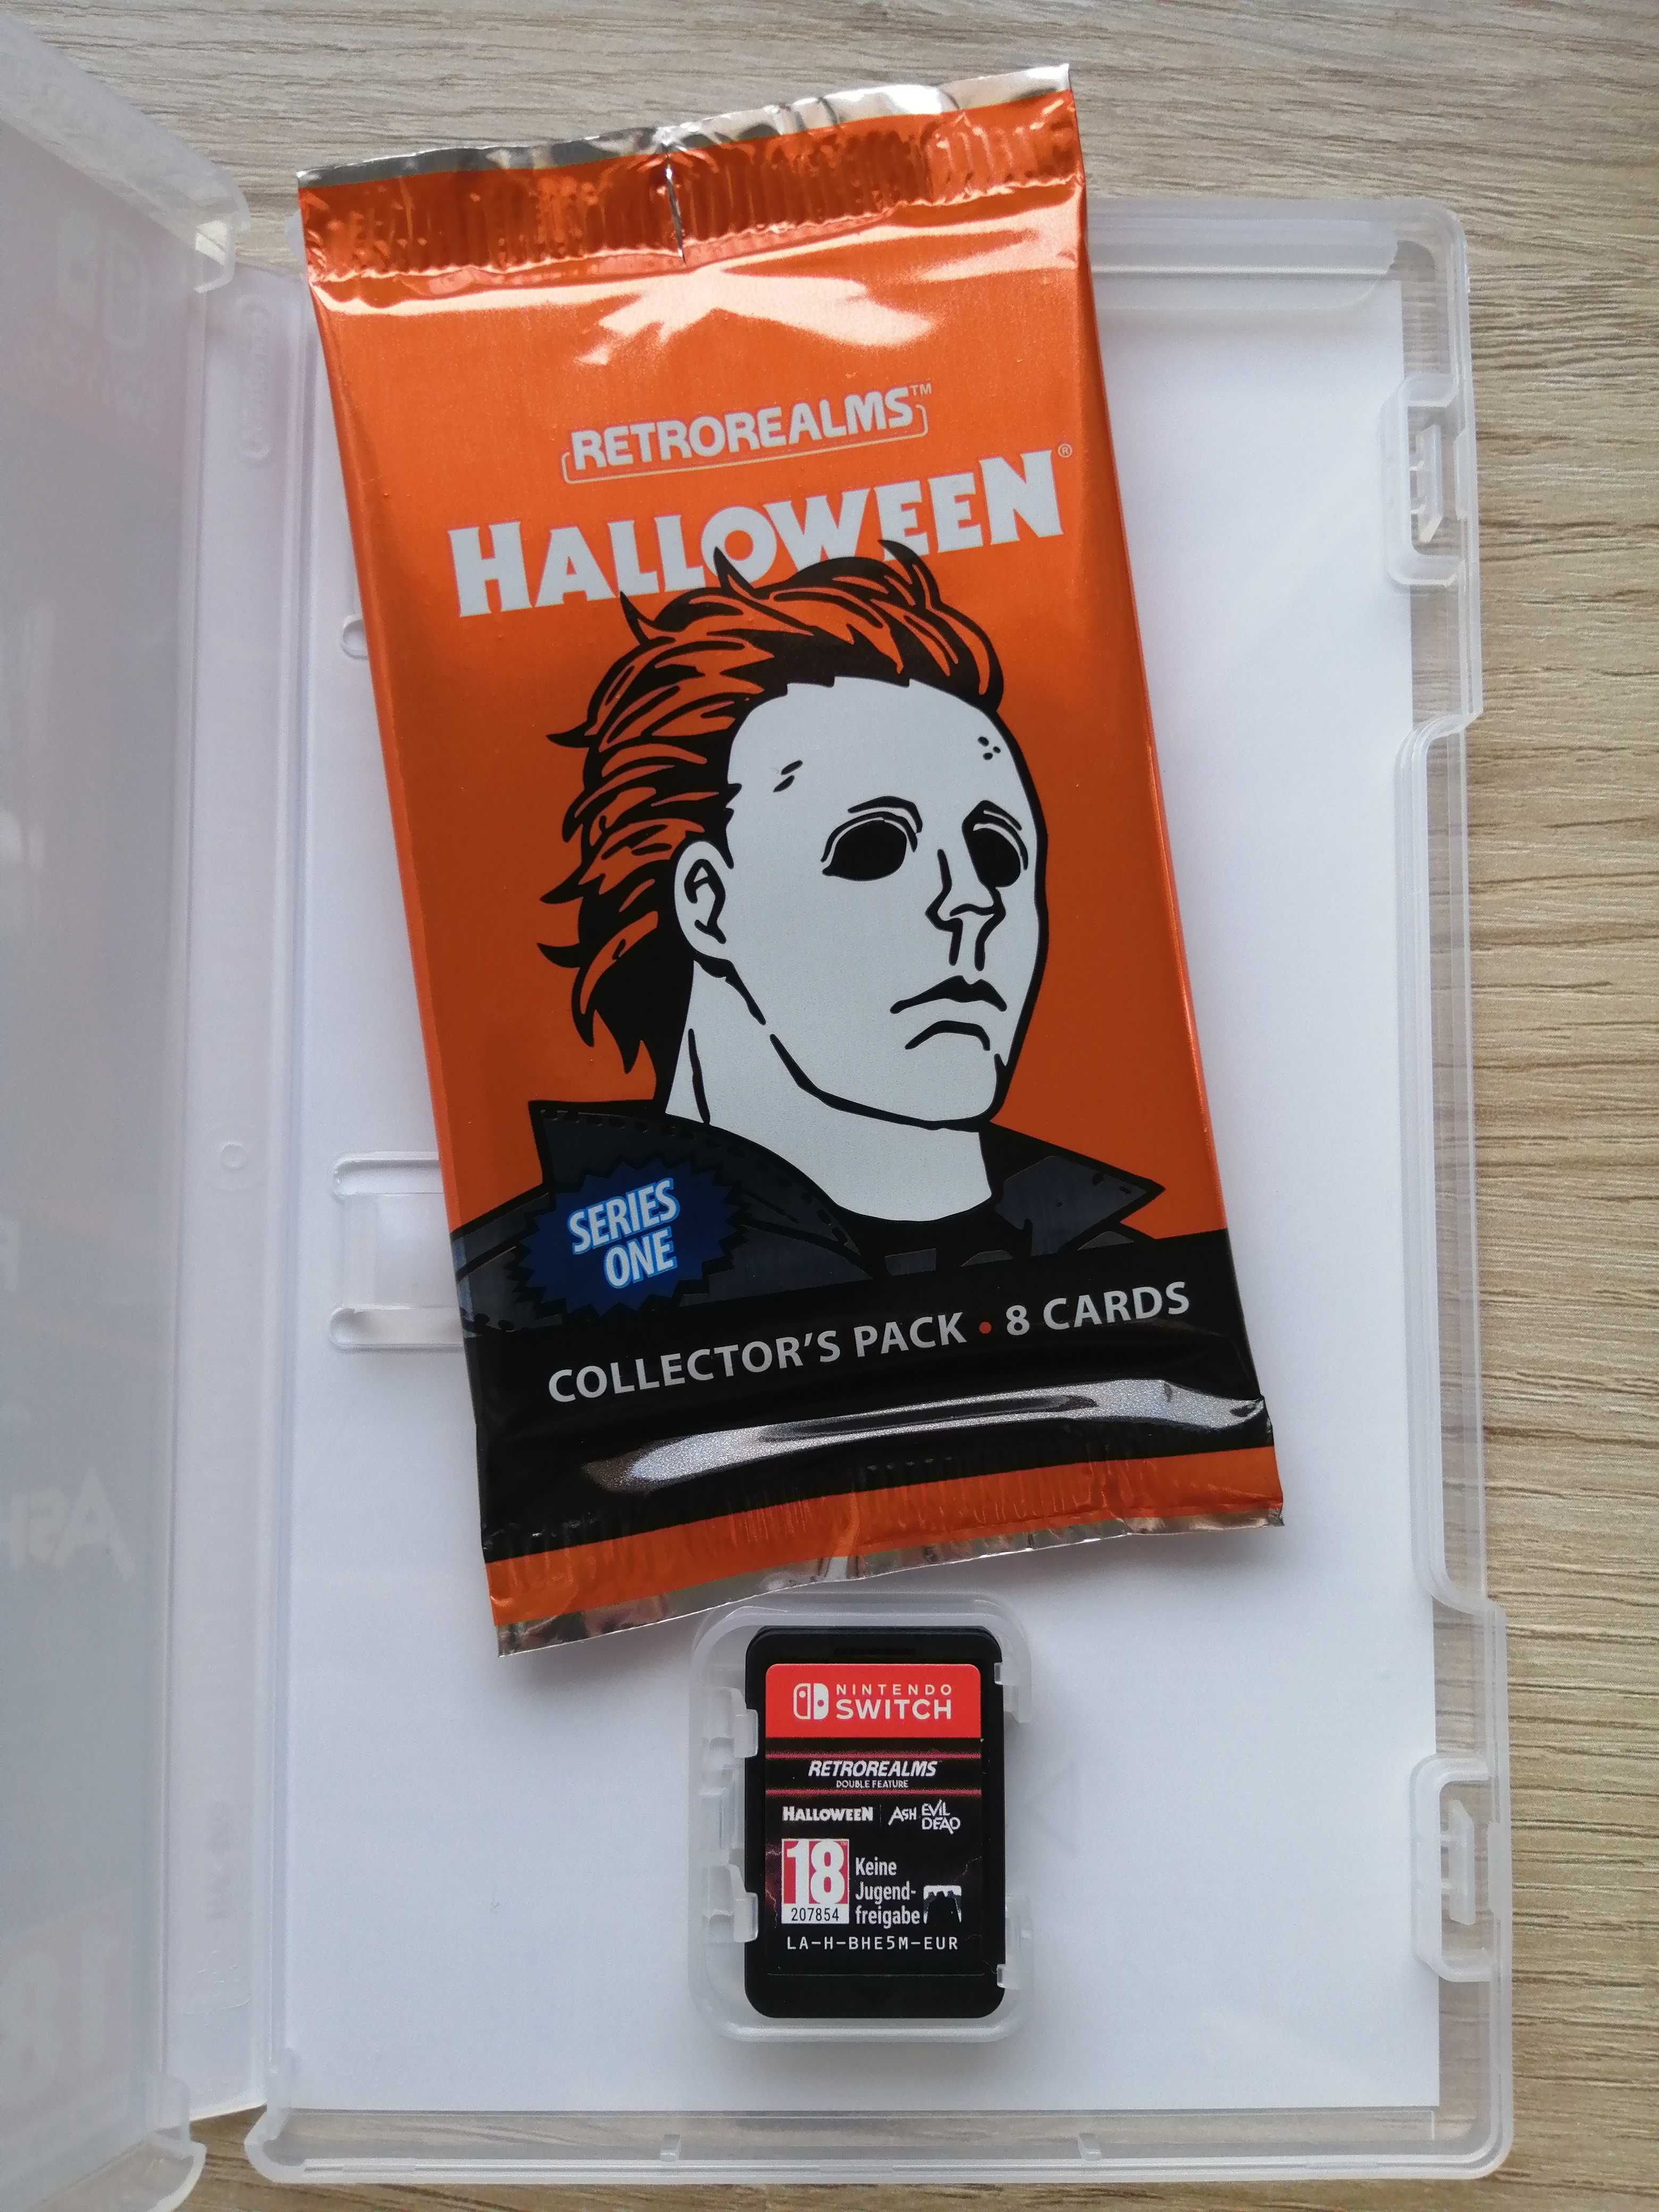 RETROREALMS™
HALLOWEEN®
SERIES
ONE
COLLECTOR'S PACK • 8 CARDS
NINTENDO
SWITCH
RETROREALMS
DOUBLE FEATURE
HALLOWEEN | ASH EVIL DEAD
18
207854
Keine
Jugend-
freigabe
LA-H-BHE5M-EUR